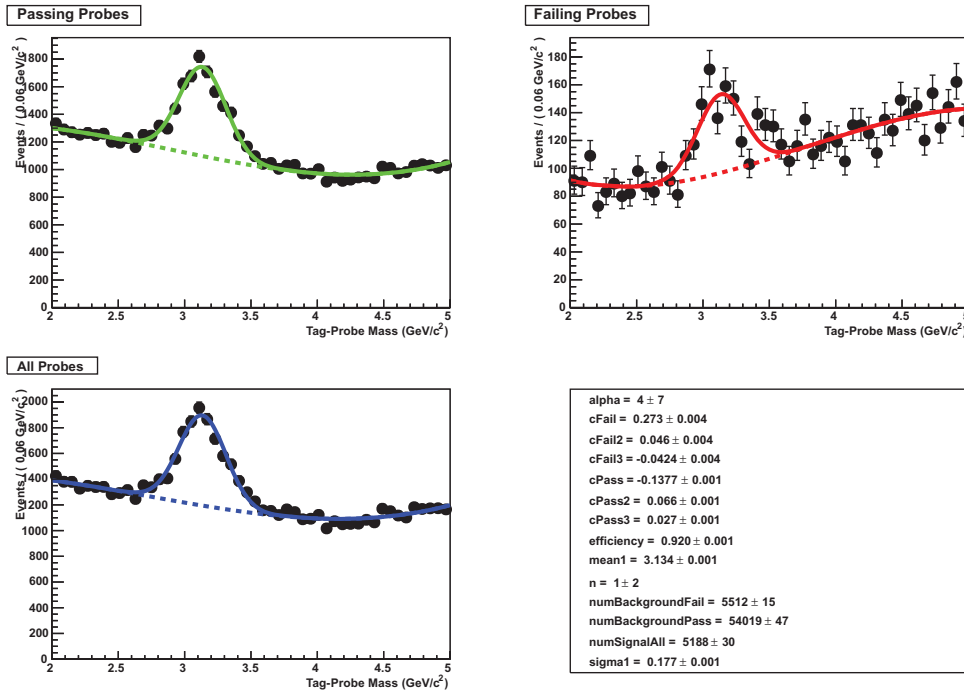 Passing Probes
Events / ( 0.06 GeV/c²)
1800
1600
1400
1200
1000
800
600
400
200
0
2 2.5 3 3.5 4 4.5 5
Tag-Probe Mass (GeV/c²)
Failing Probes
Events / ( 0.06 GeV/c²)
180
160
140
120
100
80
60
40
20
0
2 2.5 3 3.5 4 4.5 5
Tag-Probe Mass (GeV/c²)
All Probes
Events / ( 0.06 GeV/c²)
2000
1800
1600
1400
1200
1000
800
600
400
200
0
2 2.5 3 3.5 4 4.5 5
Tag-Probe Mass (GeV/c²)
alpha = 4 ± 7
cFail = 0.273 ± 0.004
cFail2 = 0.046 ± 0.004
cFail3 = -0.0424 ± 0.004
cPass = -0.1377 ± 0.001
cPass2 = 0.066 ± 0.001
cPass3 = 0.027 ± 0.001
efficiency = 0.920 ± 0.001
mean1 = 3.134 ± 0.001
n = 1 ± 2
numBackgroundFail = 5512 ± 15
numBackgroundPass = 54019 ± 47
numSignalAll = 5188 ± 30
sigma1 = 0.177 ± 0.001